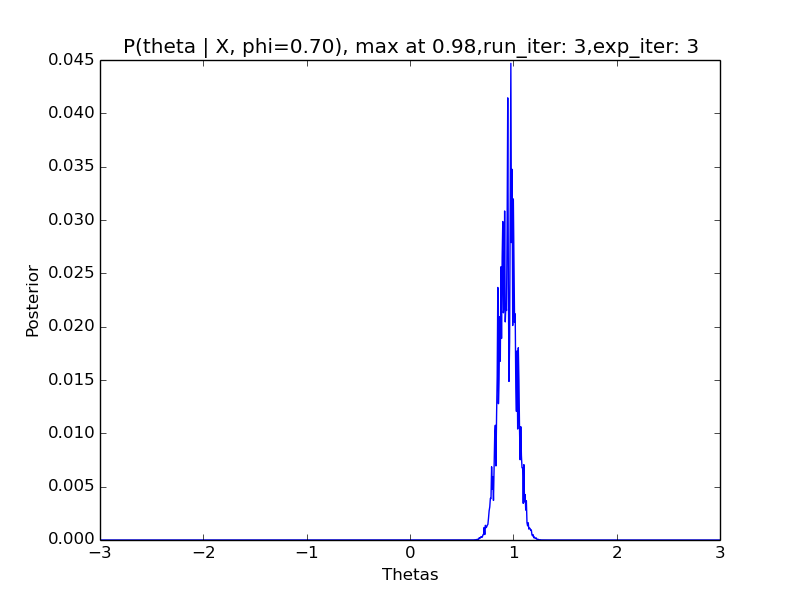 P(theta | X, phi=0.70), max at 0.98,run_iter: 3,exp_iter: 3
0.045
0.040
0.035
0.030
0.025
0.020
0.015
0.010
0.005
0.000
Posterior
−3 −2 −1 0 1 2 3
Thetas